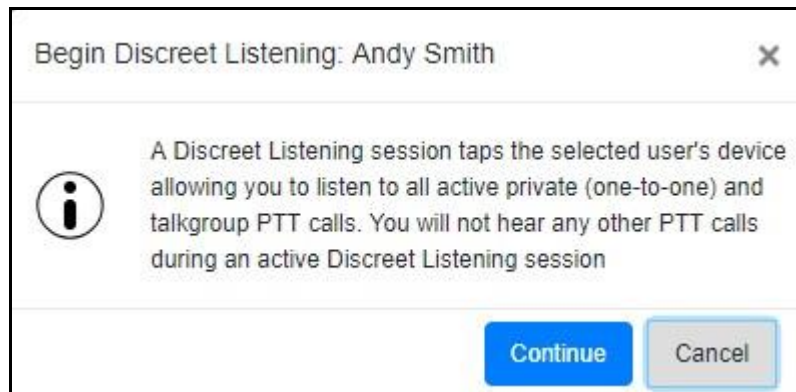 Begin Discreet Listening: Andy Smith
A Discreet Listening session taps the selected user's device
allowing you to listen to all active private (one-to-one) and
talkgroup PTT calls. You will not hear any other PTT calls
during an active Discreet Listening session
Continue Cancel